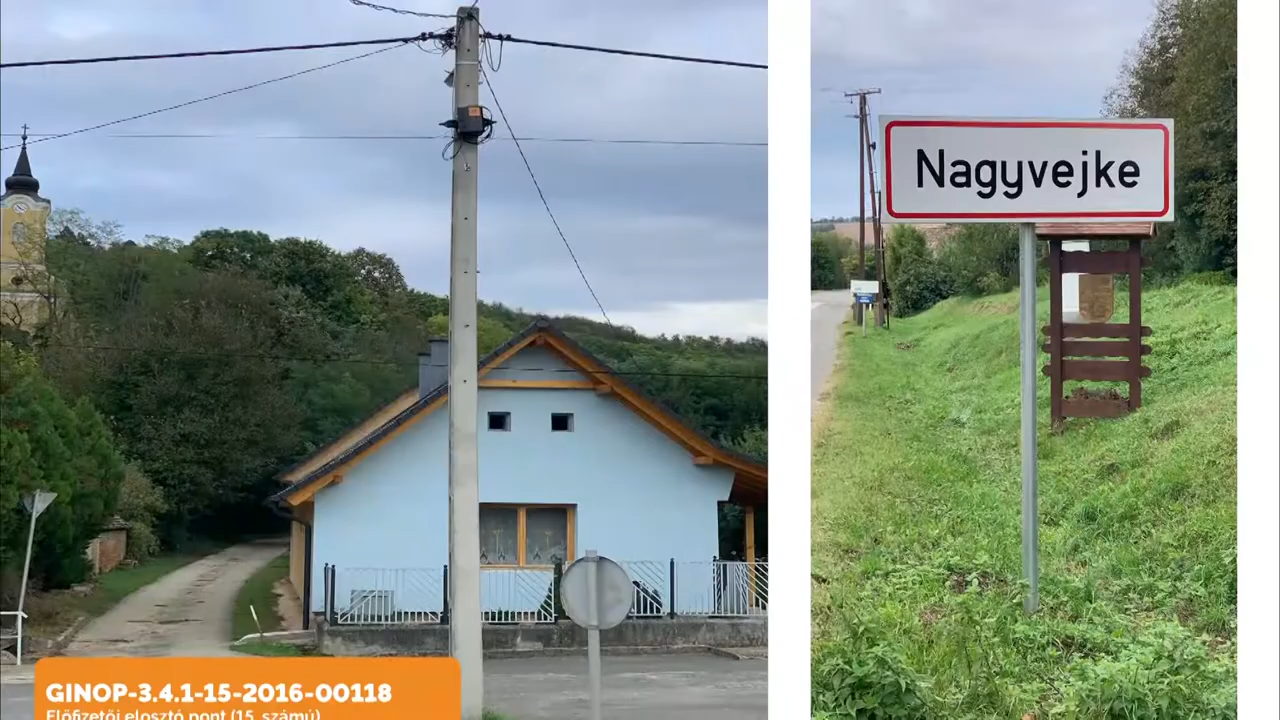 GINOP-3.4.1-15-2016-00118
Előfizetői elosztó pont (15. számú)
Nagyvejke